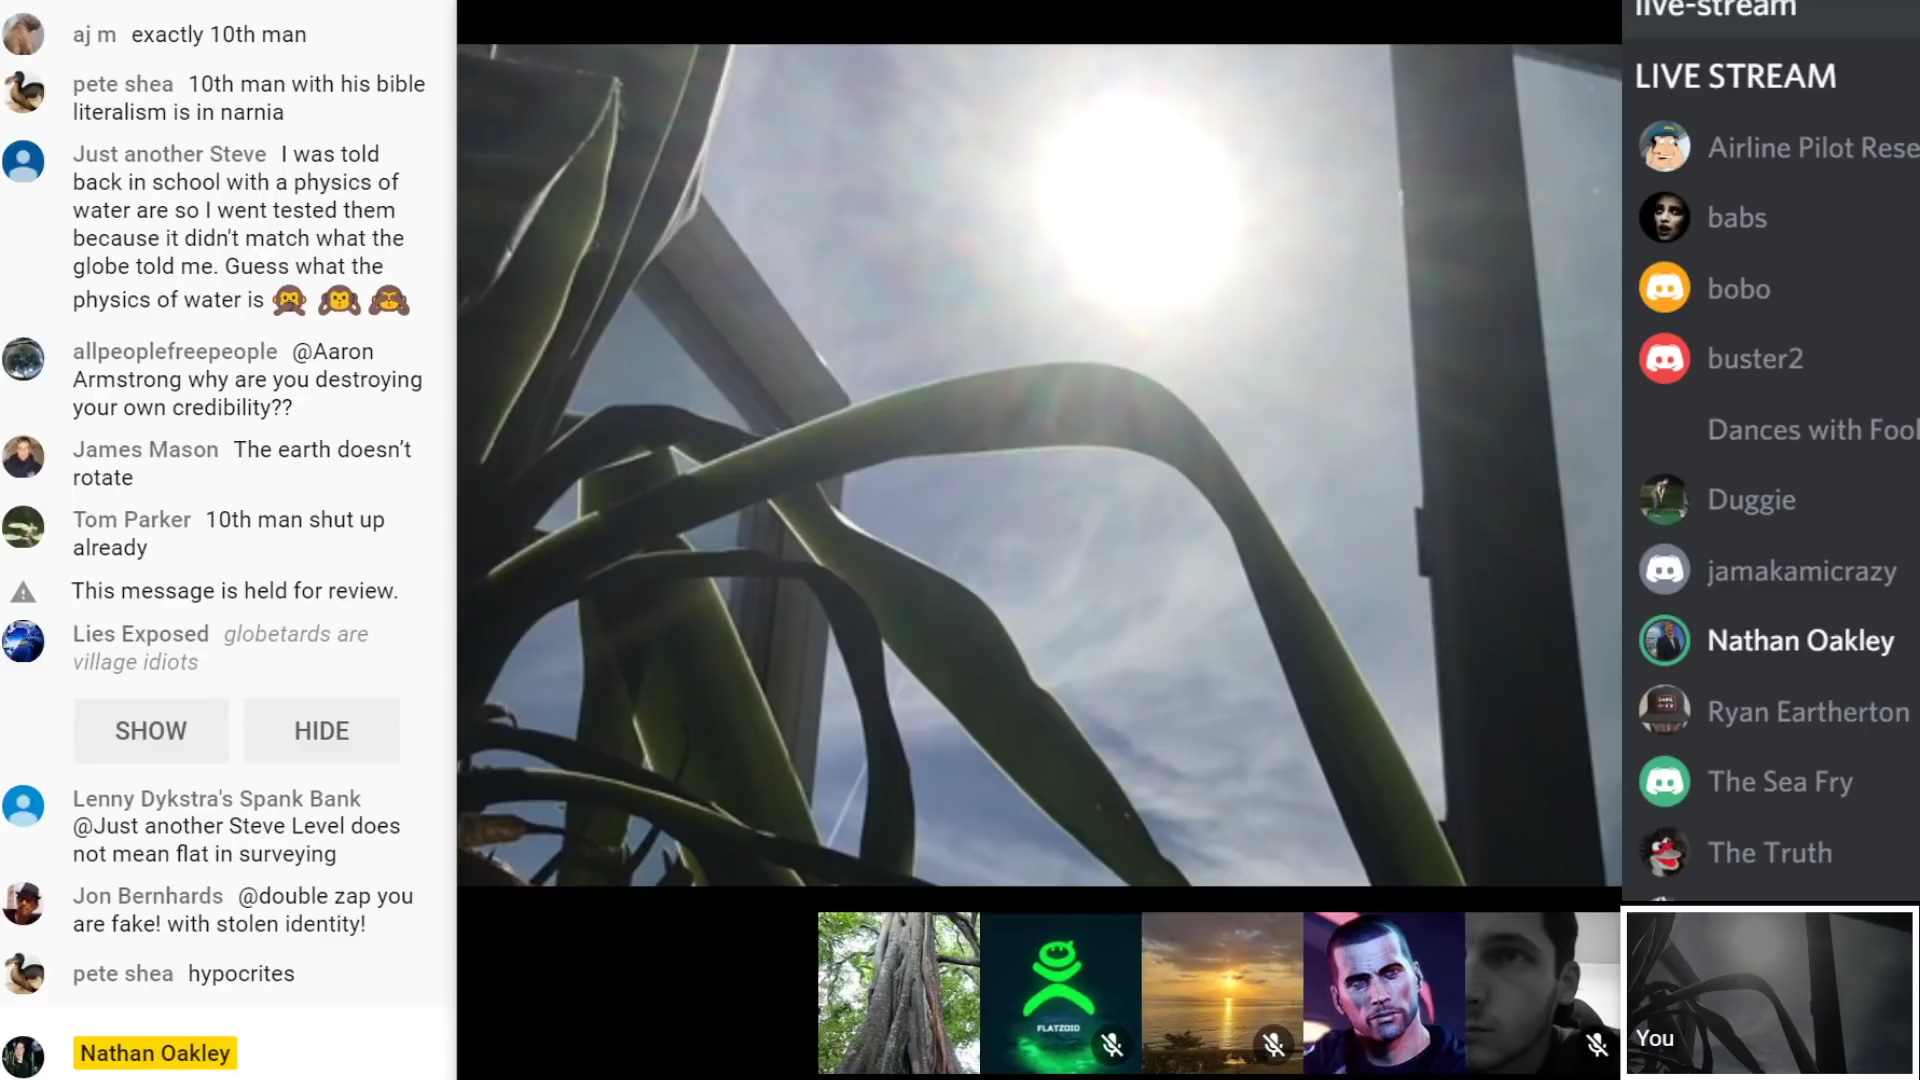 aj m exactly 10th man
pete shea 10th man with his bible
literalism is in narnia
Just another Steve I was told
back in school with a physics of
water are so I went tested them
because it didn't match what the
globe told me. Guess what the
physics of water is
allpeoplefreepeople @Aaron
Armstrong why are you destroying
your own credibility??
James Mason The earth doesn’t
rotate
Tom Parker 10th man shut up
already
This message is held for review.
Lies Exposed globetards are
village idiots
SHOW HIDE
Lenny Dykstra's Spank Bank
@Just another Steve Level does
not mean flat in surveying
Jon Bernhards @double zap you
are fake! with stolen identity!
pete shea hypocrites
Nathan Oakley
FLATZOID
live-stream
LIVE STREAM
Airline Pilot Rese
babs
bobo
buster2
Dances with Fool
Duggie
jamakamicrazy
Nathan Oakley
Ryan Eartherton
The Sea Fry
The Truth
You